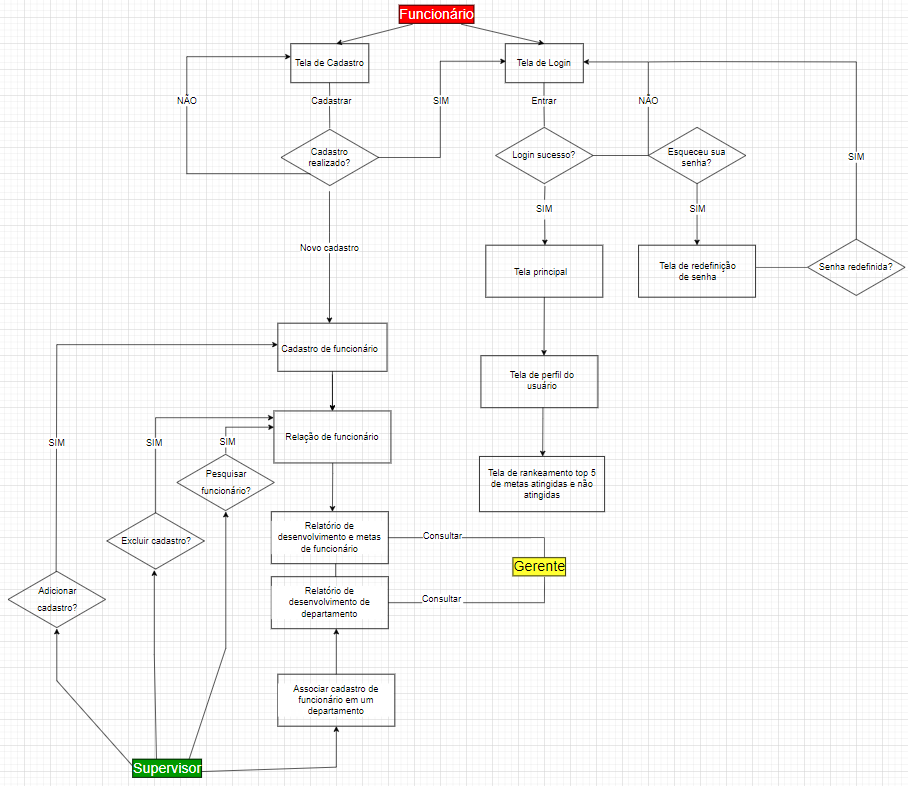 Funcionário
Tela de Cadastro
Tela de Login
NÃO
Cadastrar
SIM
Entrar
NÃO
Cadastro
realizado?
Login sucesso?
Esqueceu sua
senha?
SIM
SIM
SIM
Novo cadastro
Tela principal
Tela de redefinição
de senha
Senha redefinida?
Cadastro de funcionário
Tela de perfil do
usuário
SIM
SIM
SIM
Relação de funcionário
Pesquisar
funcionário?
Tela de rankeamento top 5
de metas atingidas e não
atingidas
Excluir cadastro?
Relatório de
desenvolvimento e metas
de funcionário
Consultar
Gerente
Adicionar
cadastro?
Relatório de
desenvolvimento de
departamento
Consultar
Associar cadastro de
funcionário em um
departamento
Supervisor